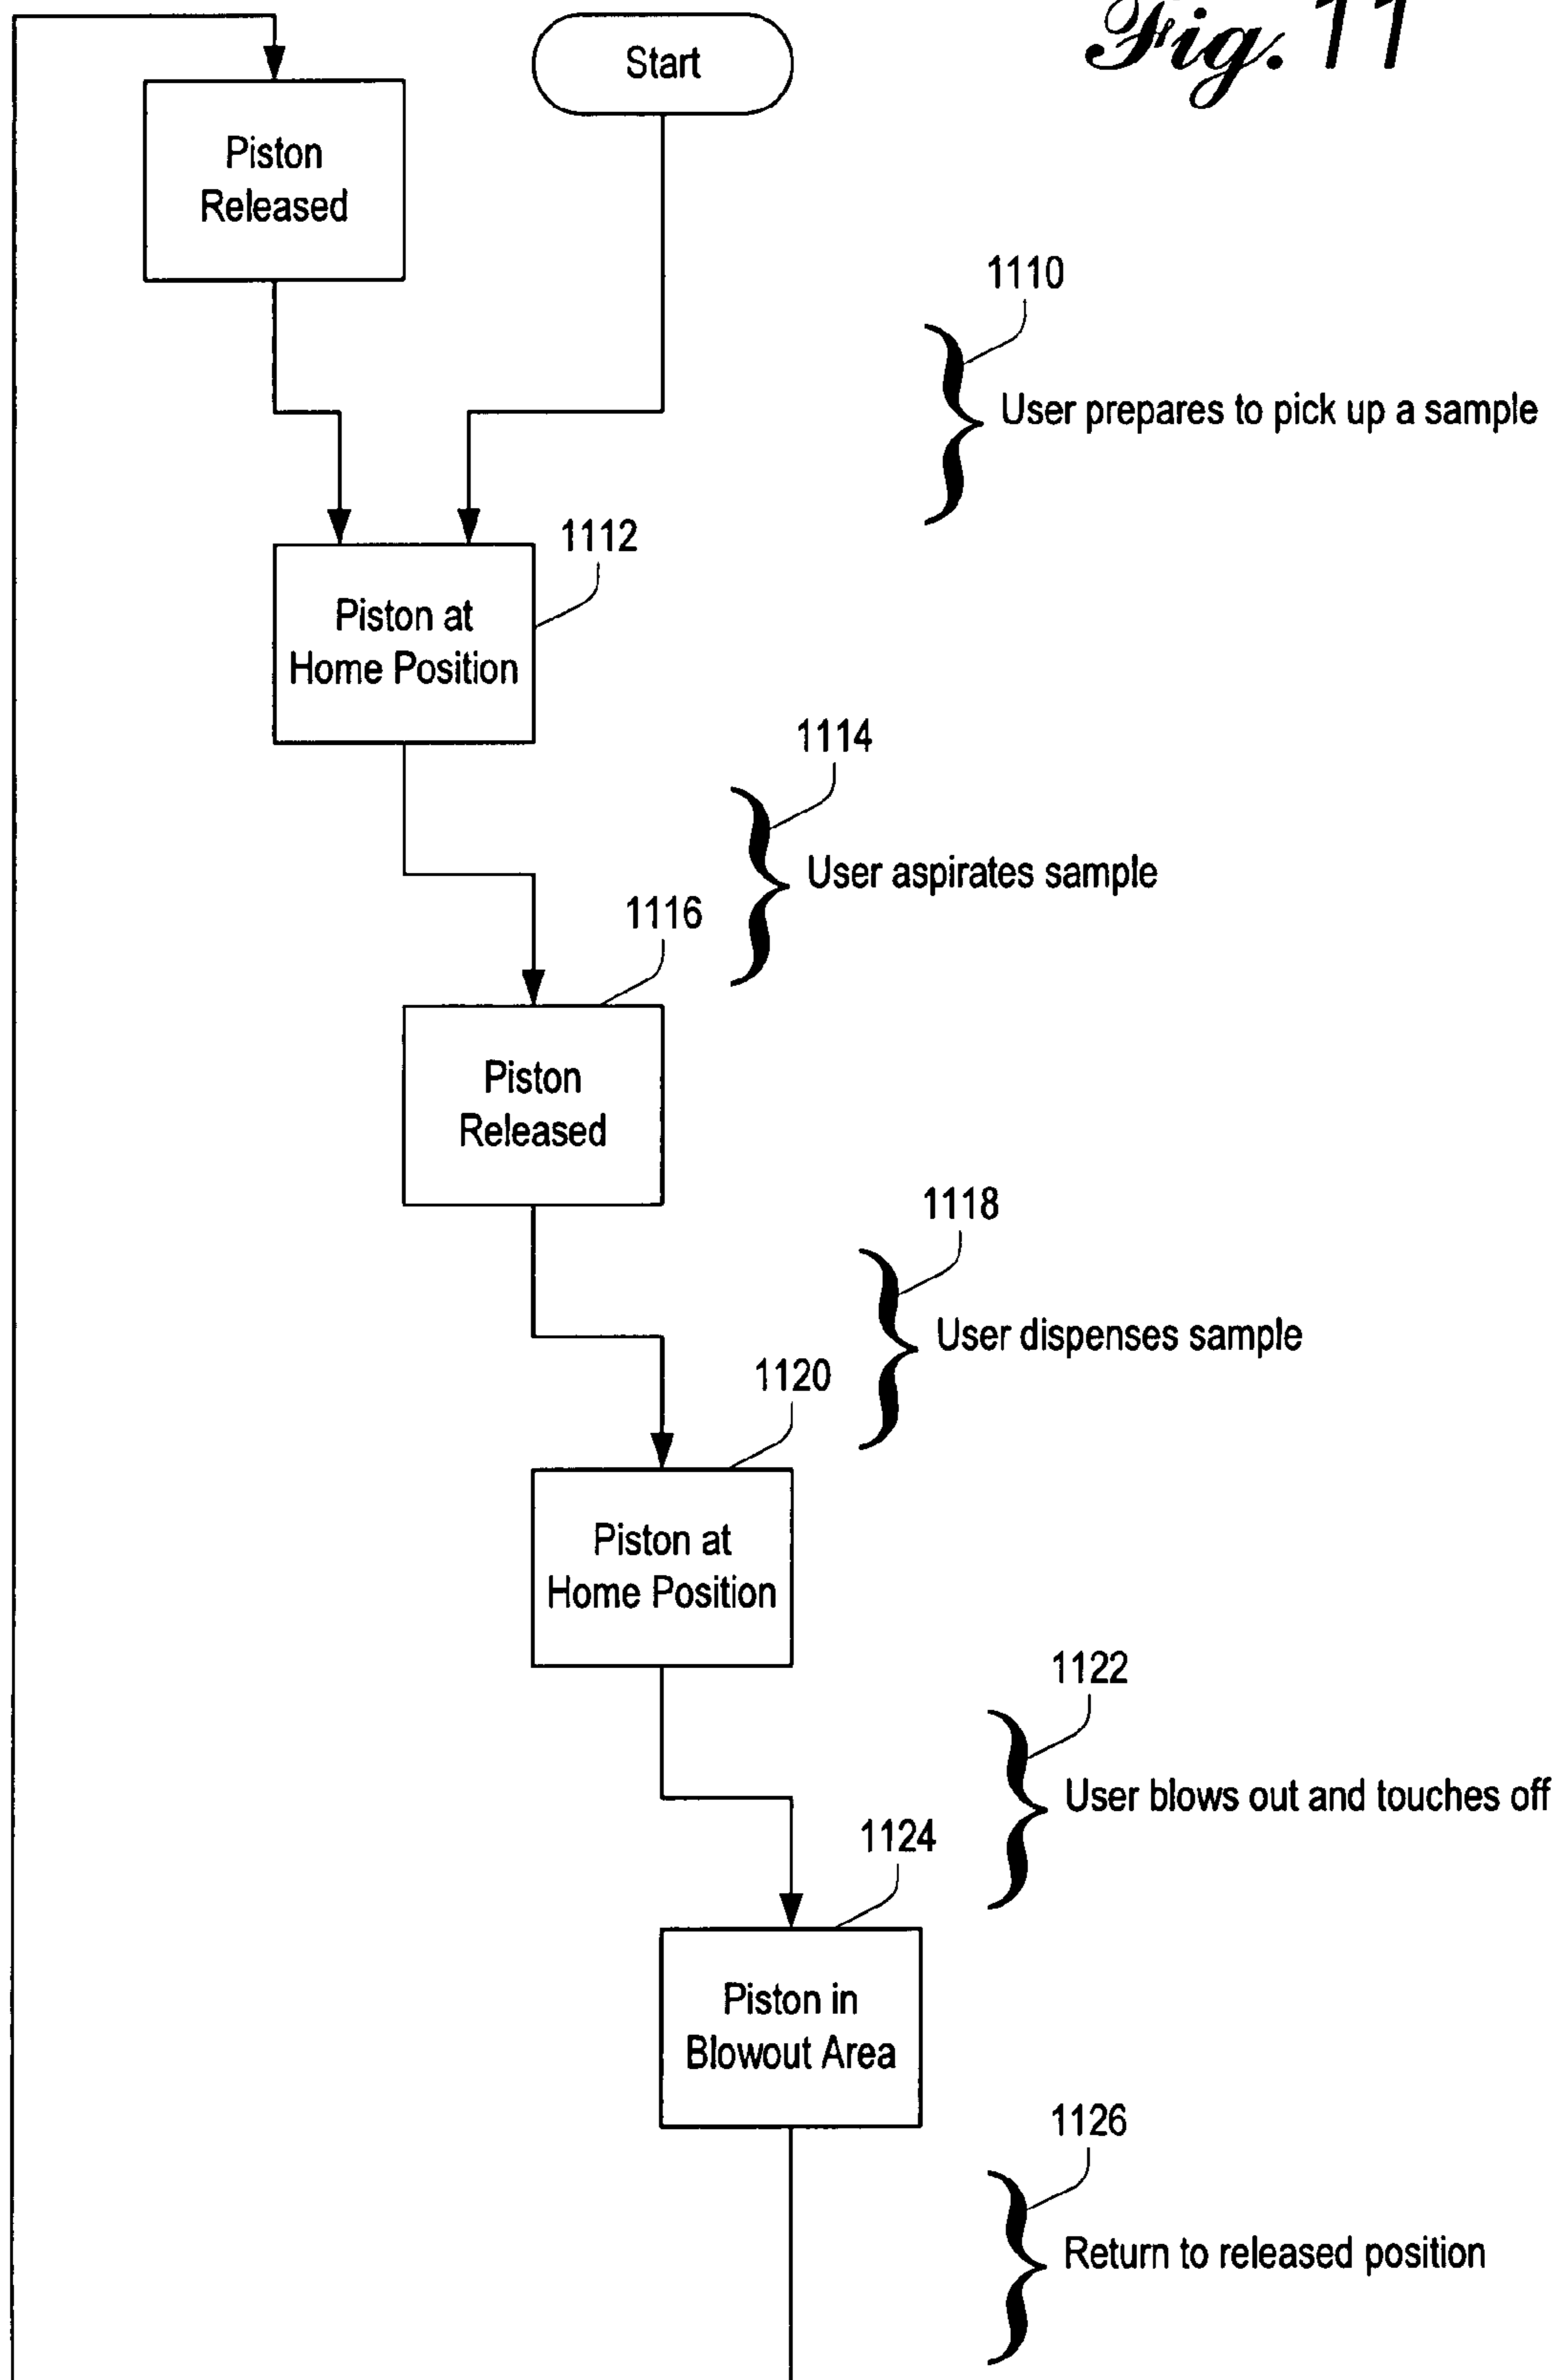 Fig. 11
Start
Piston
Released
1110
User prepares to pick up a sample
1112
Piston at
Home Position
1114
User aspirates sample
1116
Piston
Released
1118
User dispenses sample
1120
Piston at
Home Position
1122
User blows out and touches off
1124
Piston in
Blowout Area
1126
Return to released position